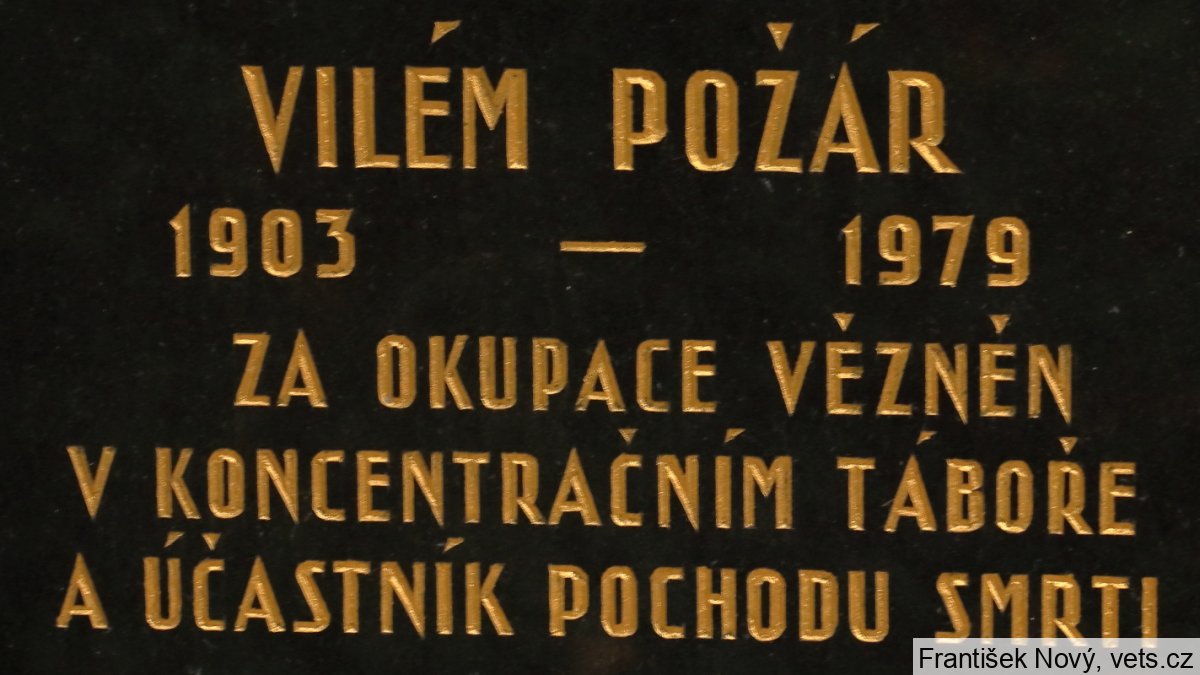 VILÉM POŽÁR
1903 — 1979
ZA OKUPACE VĚZNĚN
V KONCENTRAČNÍM TÁBOŘE
A ÚČASTNÍK POCHODU SMRTI
František Nový, vets.cz